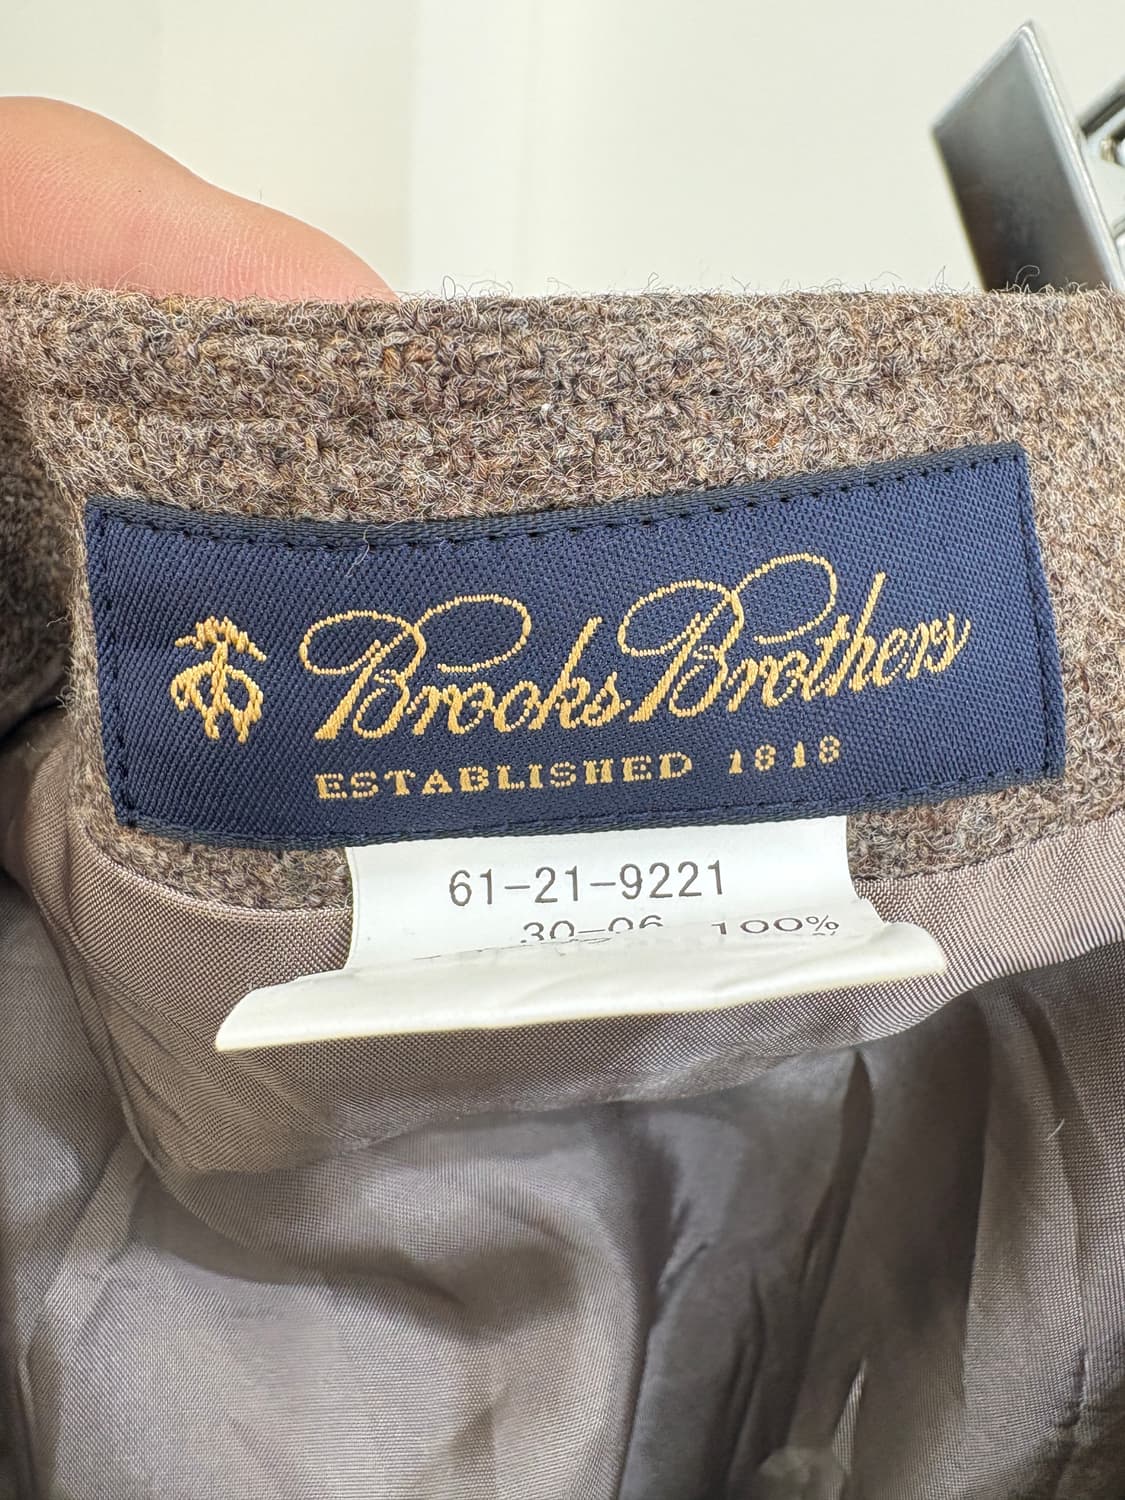 Brooks Brothers
ESTABLISHED 1818
61-21-9221
30-06 100%